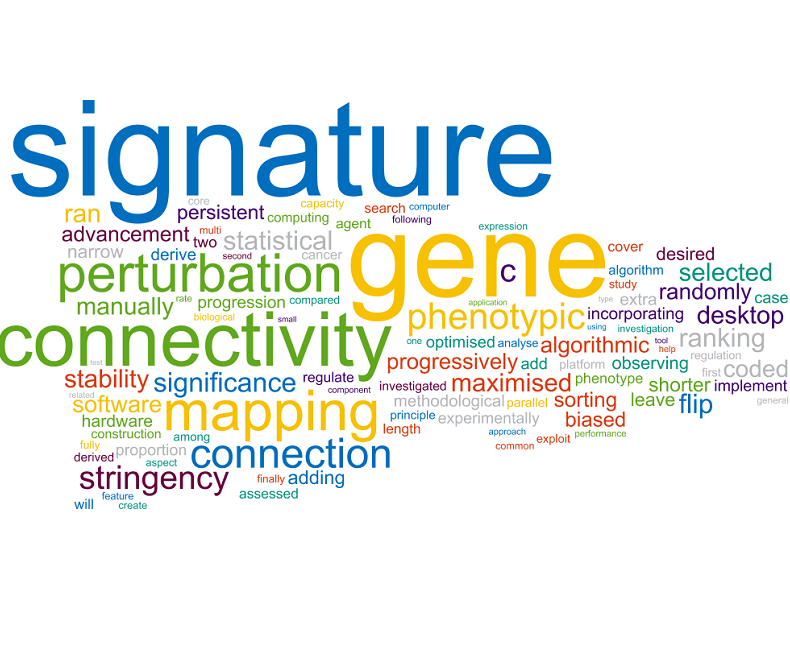 signature
core
capacity
search computer
ran
persistent
computing
agent
following
advancement
multi
two
statistical
expression
gene
c
narrow
derive
second
cancer
cover
desired
perturbation
algorithm
selected
study
manually
rate
progression
compared
application
type
extra
randomly
case
biological
small
phenotypic
incorporating
desktop
connectivity
using
investigation
one
optimised
analyse
algorithmic
tool
help
ranking
test
progressively
add
platform
observing
regulation
first
coded
stability
significance
regulate
component
investigated
maximised
phenotype
shorter
implement
related
software
mapping
methodological
parallel
sorting
leave
flip
general
hardware
principle
experimentally
biased
construction
among
length
approach
performance
fully
proportion
connection
common
exploit
derived
aspect
stringency
finally
adding
assessed
feature
will
create